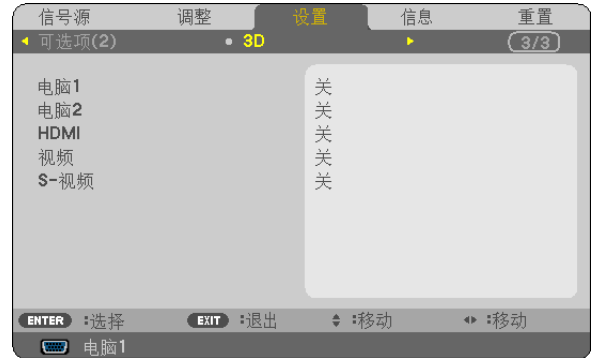 信号源 调整 设置 信息 重置
可选项(2) 3D 3/3
电脑1 关
电脑2 关
HDMI 关
视频 关
S-视频 关
ENTER :选择 EXIT :退出 :移动 :移动
电脑1